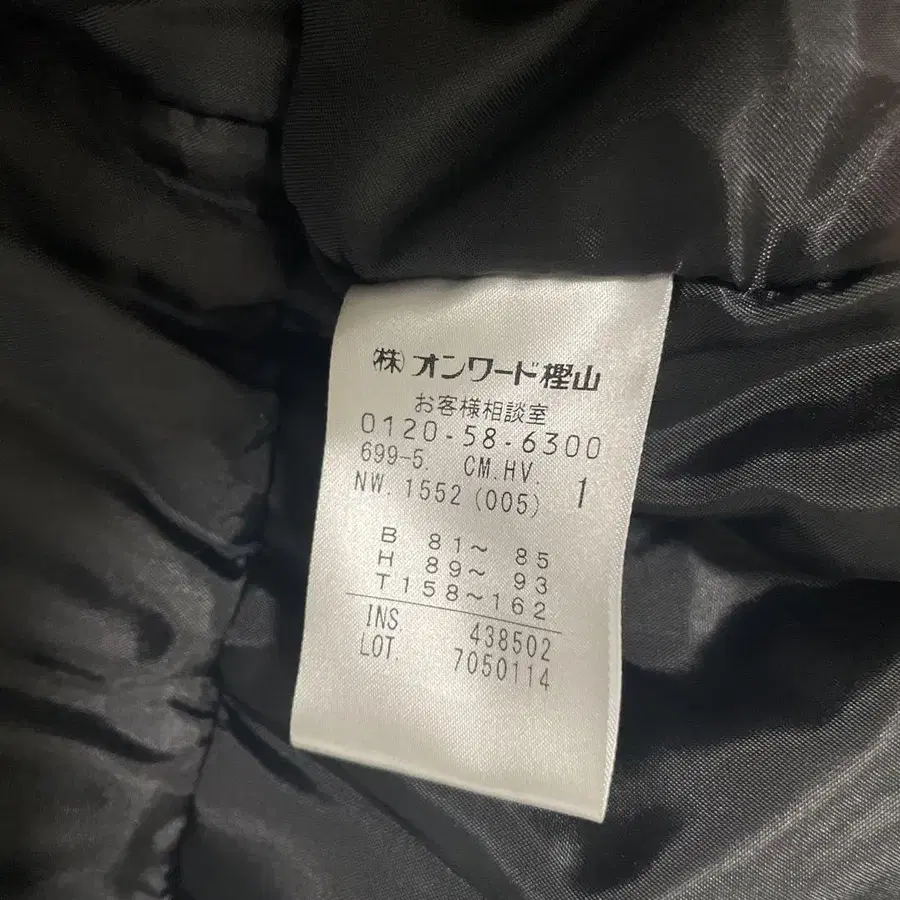 ㈱オンワード樫山
お客様相談室
0120-58-6300
699-5. CM.HV. 1
NW. 1552 (005)
B 81～ 85
H 89～ 93
T 158～162
INS 438502
LOT. 7050114